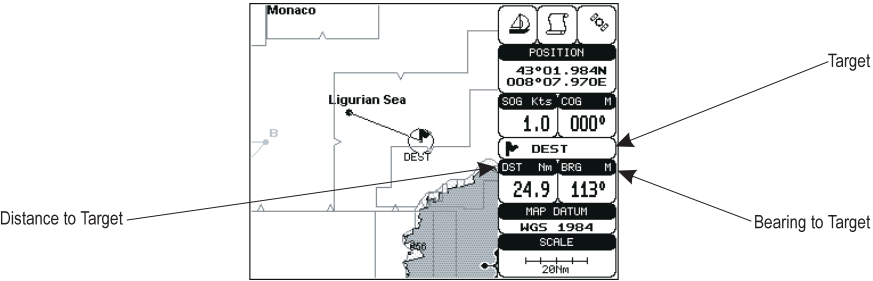 Monaco
Ligurian Sea
B
DEST
866
POSITION
43°01.984N
008°07.970E
SOG Kts COG M
1.0 000°
DEST
DST Nm BRG M
24.9 113°
MAP DATUM
WGS 1984
SCALE
20Nm
Target
Distance to Target
Bearing to Target